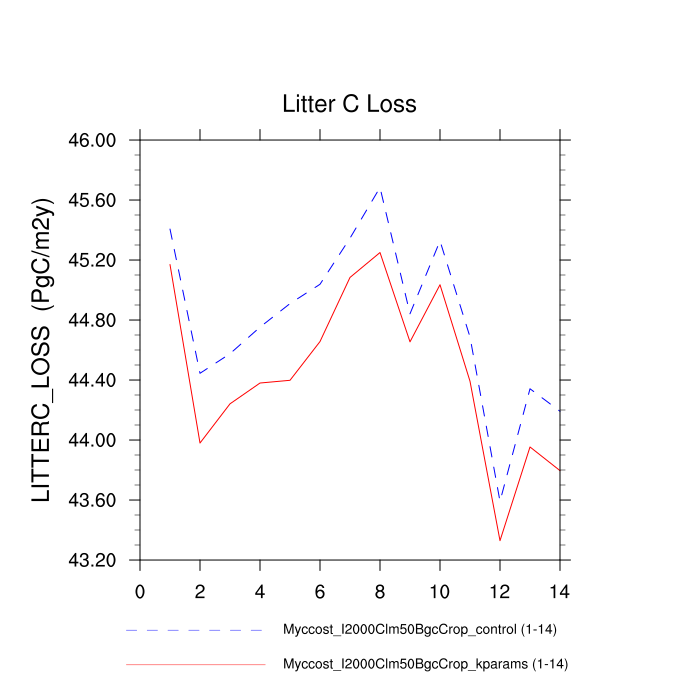 Litter C Loss
LITTERC_LOSS (PgC/m2y)
46.00
45.60
45.20
44.80
44.40
44.00
43.60
43.20
0 2 4 6 8 10 12 14
Myccost_I2000Clm50BgcCrop_control (1-14)
Myccost_I2000Clm50BgcCrop_kparams (1-14)